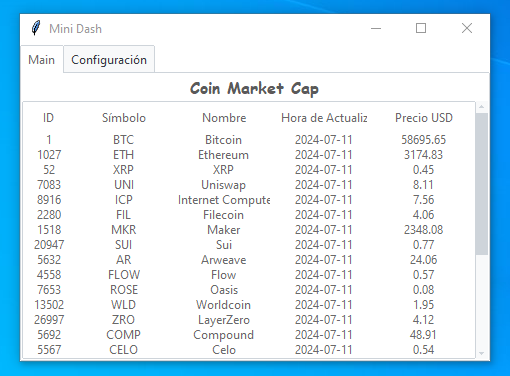 Mini Dash
Main Configuración
Coin Market Cap
ID Símbolo Nombre Hora de Actualiz Precio USD
1 BTC Bitcoin 2024-07-11 58695.65
1027 ETH Ethereum 2024-07-11 3174.83
52 XRP XRP 2024-07-11 0.45
7083 UNI Uniswap 2024-07-11 8.11
8916 ICP Internet Compute 2024-07-11 7.56
2280 FIL Filecoin 2024-07-11 4.06
1518 MKR Maker 2024-07-11 2348.08
20947 SUI Sui 2024-07-11 0.77
5632 AR Arweave 2024-07-11 24.06
4558 FLOW Flow 2024-07-11 0.57
7653 ROSE Oasis 2024-07-11 0.08
13502 WLD Worldcoin 2024-07-11 1.95
26997 ZRO LayerZero 2024-07-11 4.12
5692 COMP Compound 2024-07-11 48.91
5567 CELO Celo 2024-07-11 0.54